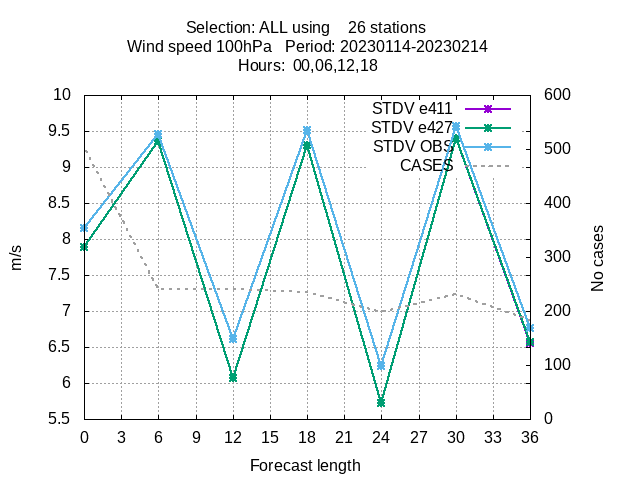 Selection: ALL using    26 stations
Wind speed 100hPa   Period: 20230114-20230214
Hours:  00,06,12,18
10
9.5
9
8.5
8
7.5
7
6.5
6
5.5
m/s
STDV e411
STDV e427
STDV OBS
CASES
600
500
400
300
200
100
0
No cases
0 3 6 9 12 15 18 21 24 27 30 33 36
Forecast length